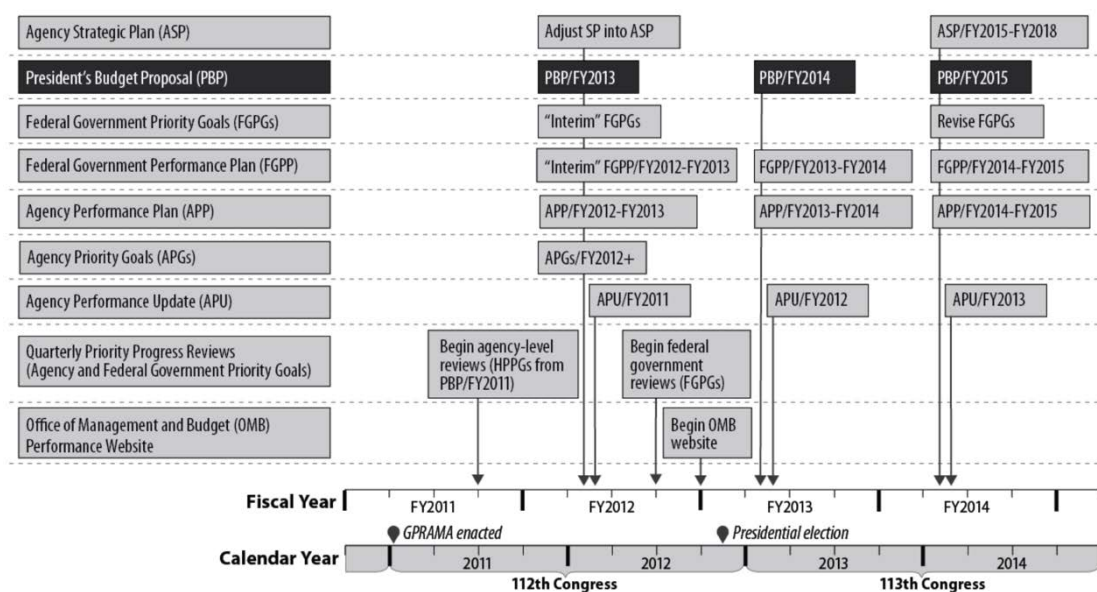 Agency Strategic Plan (ASP)
Adjust SP into ASP
ASP/FY2015-FY2018
President's Budget Proposal (PBP)
PBP/FY2013
PBP/FY2014
PBP/FY2015
Federal Government Priority Goals (FGPGs)
"Interim" FGPGs
Revise FGPGs
Federal Government Performance Plan (FGPP)
"Interim" FGPP/FY2012-FY2013
FGPP/FY2013-FY2014
FGPP/FY2014-FY2015
Agency Performance Plan (APP)
APP/FY2012-FY2013
APP/FY2013-FY2014
APP/FY2014-FY2015
Agency Priority Goals (APGs)
APGs/FY2012+
Agency Performance Update (APU)
APU/FY2011
APU/FY2012
APU/FY2013
Quarterly Priority Progress Reviews
(Agency and Federal Government Priority Goals)
Begin agency-level
reviews (HPPGs from
PBP/FY2011)
Begin federal
government
reviews (FGPGs)
Office of Management and Budget (OMB)
Performance Website
Begin OMB
website
Fiscal Year
FY2011
FY2012
FY2013
FY2014
GPRAMA enacted
Presidential election
Calendar Year
2011
2012
2013
2014
112th Congress
113th Congress